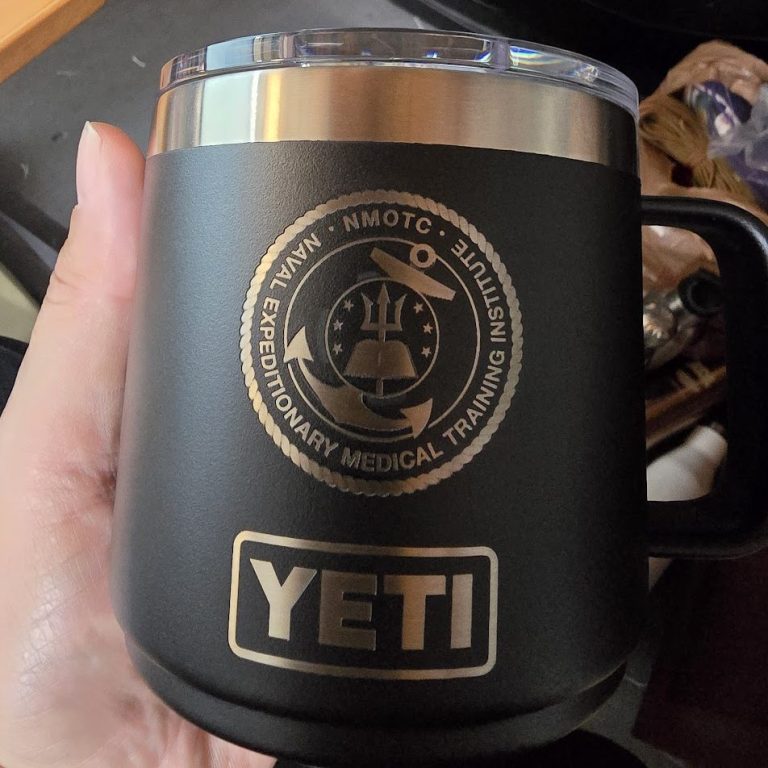 · NMOTC ·
NAVAL EXPEDITIONARY MEDICAL TRAINING INSTITUTE
YETI